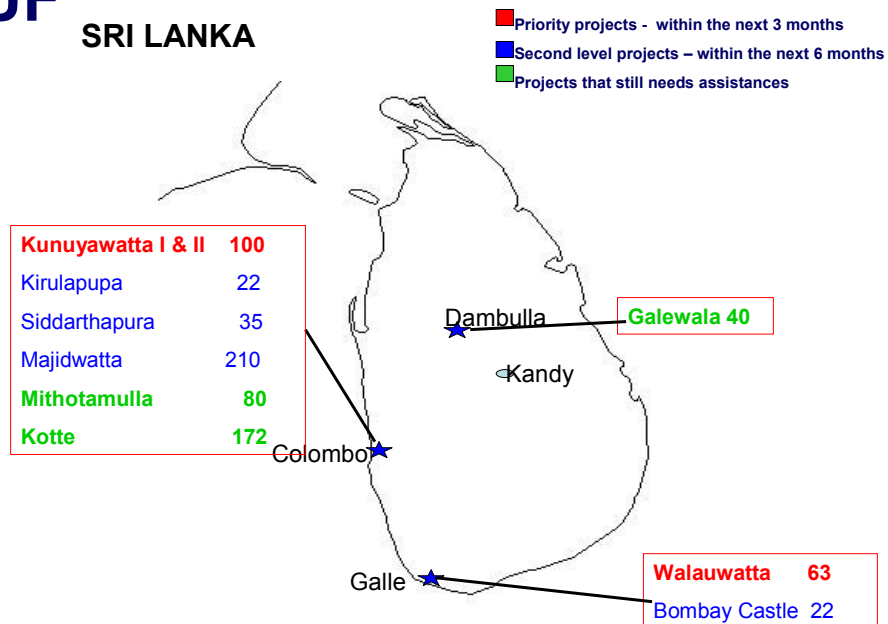 SRI LANKA
Priority projects - within the next 3 months
Second level projects – within the next 6 months
Projects that still needs assistances
Kunuyawatta I & II 100
Kirulapupa 22
Siddarthapura 35
Majidwatta 210
Mithotamulla 80
Kotte 172
Dambulla
Galewala 40
Kandy
Colombo
Galle
Walauwatta 63
Bombay Castle 22